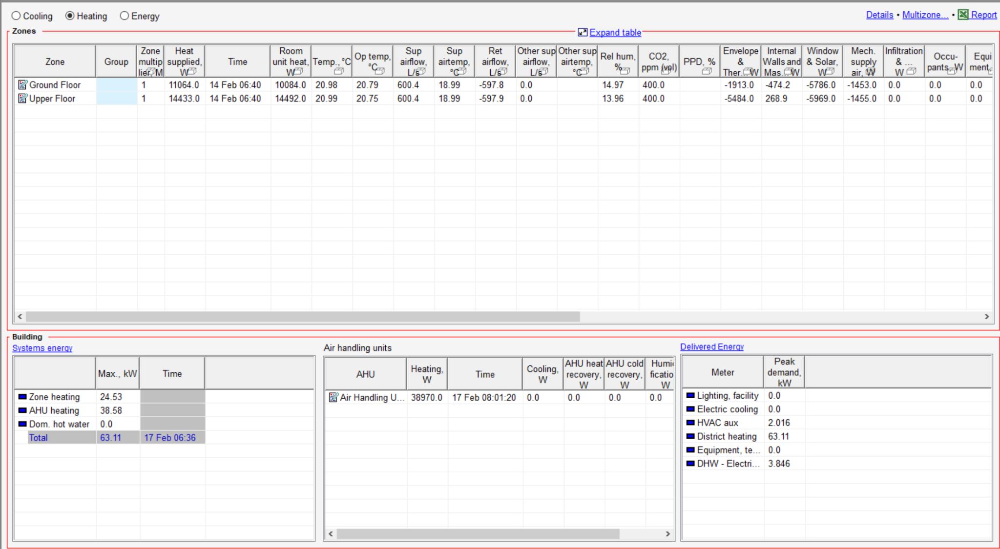 Cooling Heating Energy Details • Multizone... • Report
Zones Expand table
Zone Group Zone multip lier, M Heat supplied, W Time Room unit heat, W Temp., °C Op temp, °C Sup airflow, L/s Sup airtemp, °C Ret airflow, L/s Other sup airflow, L/s Other sup airtemp, °C Rel hum, % CO2, ppm (vol) PPD, % Envelope & Ther... W Internal Walls and Mas... W Window & Solar, W Mech. supply air, W Infiltration & ... W Occu- pants, W Equi ment,
Ground Floor 1 11064.0 14 Feb 06:40 10084.0 20.98 20.79 600.4 18.99 -597.8 0.0 14.97 400.0 -1913.0 -474.2 -5786.0 -1453.0 0.0 0.0 0.0
Upper Floor 1 14433.0 14 Feb 06:40 14492.0 20.99 20.75 600.4 18.99 -597.9 0.0 13.96 400.0 -5484.0 268.9 -5969.0 -1455.0 0.0 0.0 0.0
Building
Systems energy
Max., kW Time
Zone heating 24.53
AHU heating 38.58
Dom. hot water 0.0
Total 63.11 17 Feb 06:36
Air handling units
AHU Heating, W Time Cooling, W AHU heat recovery, W AHU cold recovery, W Humi ficatio W
Air Handling U... 38970.0 17 Feb 08:01:20 0.0 0.0 0.0 0.0
Delivered Energy
Meter Peak demand, kW
Lighting, facility 0.0
Electric cooling 0.0
HVAC aux 2.016
District heating 63.11
Equipment, te... 0.0
DHW - Electri... 3.846